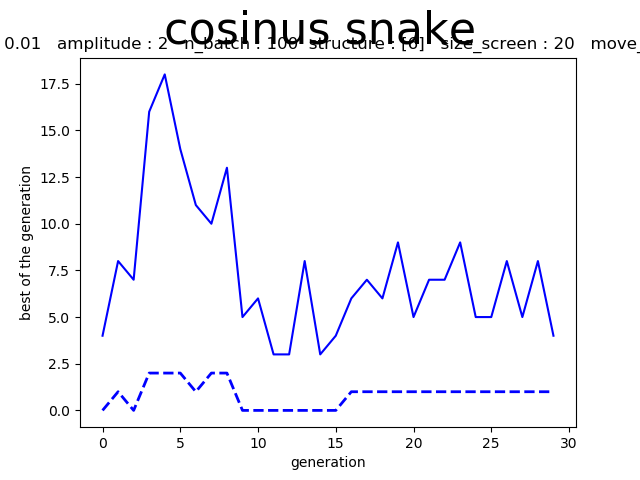 cosinus snake
0.01 amplitude : 2 n_batch : 100 structure : [6] size_screen : 20 move_
17.5
15.0
12.5
10.0
7.5
5.0
2.5
0.0
best of the generation
0 5 10 15 20 25 30
generation